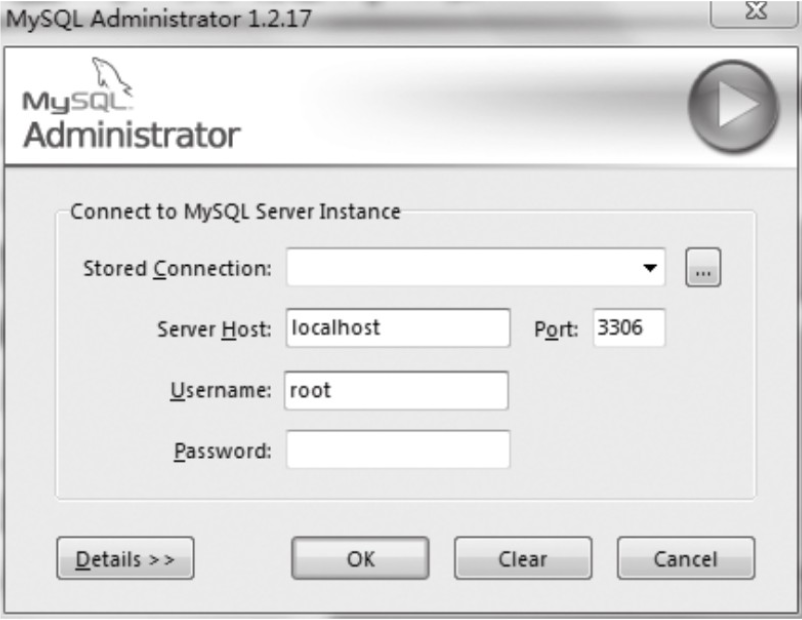 MySQL Administrator 1.2.17
MySQL
Administrator
Connect to MySQL Server Instance
Stored Connection:
...
Server Host: localhost Port: 3306
Username: root
Password:
Details >> OK Clear Cancel